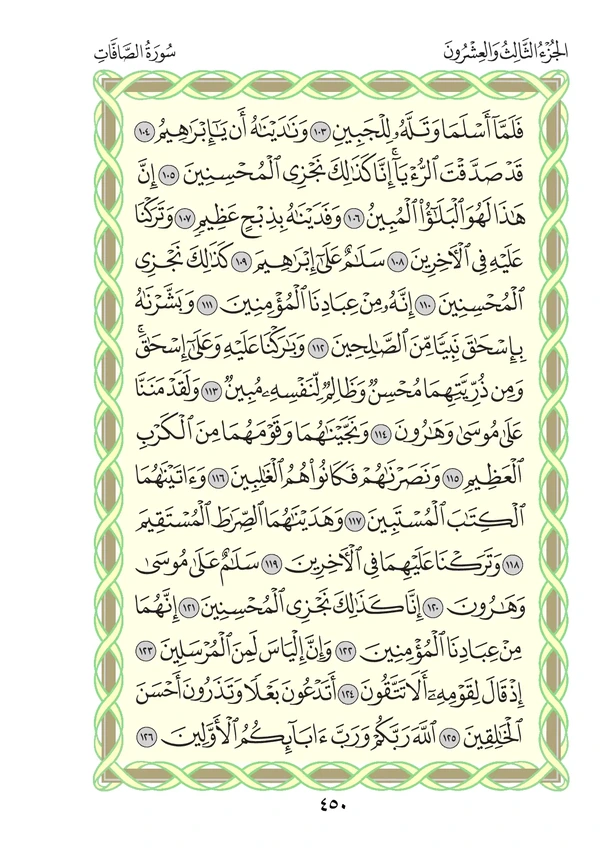 الجُزْءُ الثَّالِثُ وَالعِشْرُونَ
سُورَةُ الصَّافَّاتِ
فَلَمَّآ أَسْلَمَا وَتَلَّهُۥ لِلْجَبِينِ ١٠٣ وَنَٰدَيْنَٰهُ أَن يَٰٓإِبْرَٰهِيمُ ١٠٤
قَدْ صَدَّقْتَ ٱلرُّءْيَآۚ إِنَّا كَذَٰلِكَ نَجْزِى ٱلْمُحْسِنِينَ ١٠٥ إِنَّ
هَٰذَا لَهُوَ ٱلْبَلَٰٓؤُا۟ ٱلْمُبِينُ ١٠٦ وَفَدَيْنَٰهُ بِذِبْحٍ عَظِيمٍ ١٠٧ وَتَرَكْنَا
عَلَيْهِ فِى ٱلْءَاخِرِينَ ١٠٨ سَلَٰمٌ عَلَىٰٓ إِبْرَٰهِيمَ ١٠٩ كَذَٰلِكَ نَجْزِى
ٱلْمُحْسِنِينَ ١١٠ إِنَّهُۥ مِنْ عِبَادِنَا ٱلْمُؤْمِنِينَ ١١١ وَبَشَّرْنَٰهُ
بِإِسْحَٰقَ نَبِيًّا مِّنَ ٱلصَّٰلِحِينَ ١١٢ وَبَٰرَكْنَا عَلَيْهِ وَعَلَىٰٓ إِسْحَٰقَۚ
وَمِن ذُرِّيَّتِهِمَا مُحْسِنٌ وَظَالِمٌ لِّنَفْسِهِۦ مُبِينٌ ١١٣ وَلَقَدْ مَنَنَّا
عَلَىٰ مُوسَىٰ وَهَٰرُونَ ١١٤ وَنَجَّيْنَٰهُمَا وَقَوْمَهُمَا مِنَ ٱلْكَرْبِ
ٱلْعَظِيمِ ١١٥ وَنَصَرْنَٰهُمْ فَكَانُوا۟ هُمُ ٱلْغَٰلِبِينَ ١١٦ وَءَاتَيْنَٰهُمَا
ٱلْكِتَٰبَ ٱلْمُسْتَبِينَ ١١٧ وَهَدَيْنَٰهُمَا ٱلصِّرَٰطَ ٱلْمُسْتَقِيمَ
١١٨ وَتَرَكْنَا عَلَيْهِمَا فِى ٱلْءَاخِرِينَ ١١٩ سَلَٰمٌ عَلَىٰ مُوسَىٰ
وَهَٰرُونَ ١٢٠ إِنَّا كَذَٰلِكَ نَجْزِى ٱلْمُحْسِنِينَ ١٢١ إِنَّهُمَا
مِنْ عِبَادِنَا ٱلْمُؤْمِنِينَ ١٢٢ وَإِنَّ إِلْيَاسَ لَمِنَ ٱلْمُرْسَلِينَ ١٢٣
إِذْ قَالَ لِقَوْمِهِۦٓ أَلَا تَتَّقُونَ ١٢٤ أَتَدْعُونَ بَعْلًا وَتَذَرُونَ أَحْسَنَ
ٱلْخَٰلِقِينَ ١٢٥ ٱللَّهَ رَبَّكُمْ وَرَبَّ ءَابَآئِكُمُ ٱلْأَوَّلِينَ ١٢٦
٤٥٠